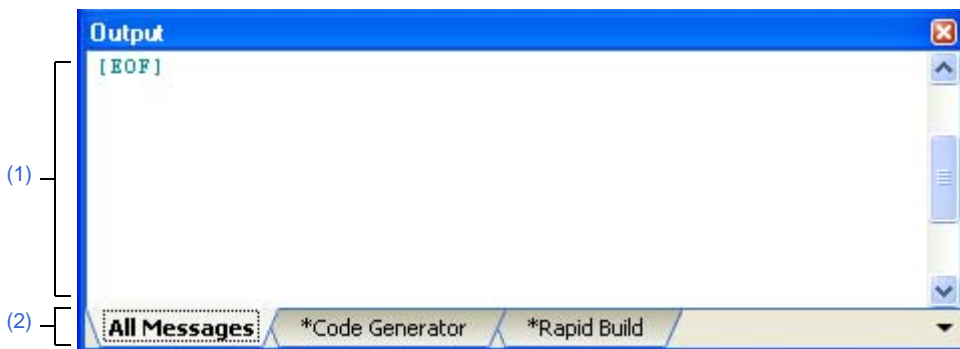 Output
[EOF]
(1)
(2)
All Messages
*Code Generator
*Rapid Build